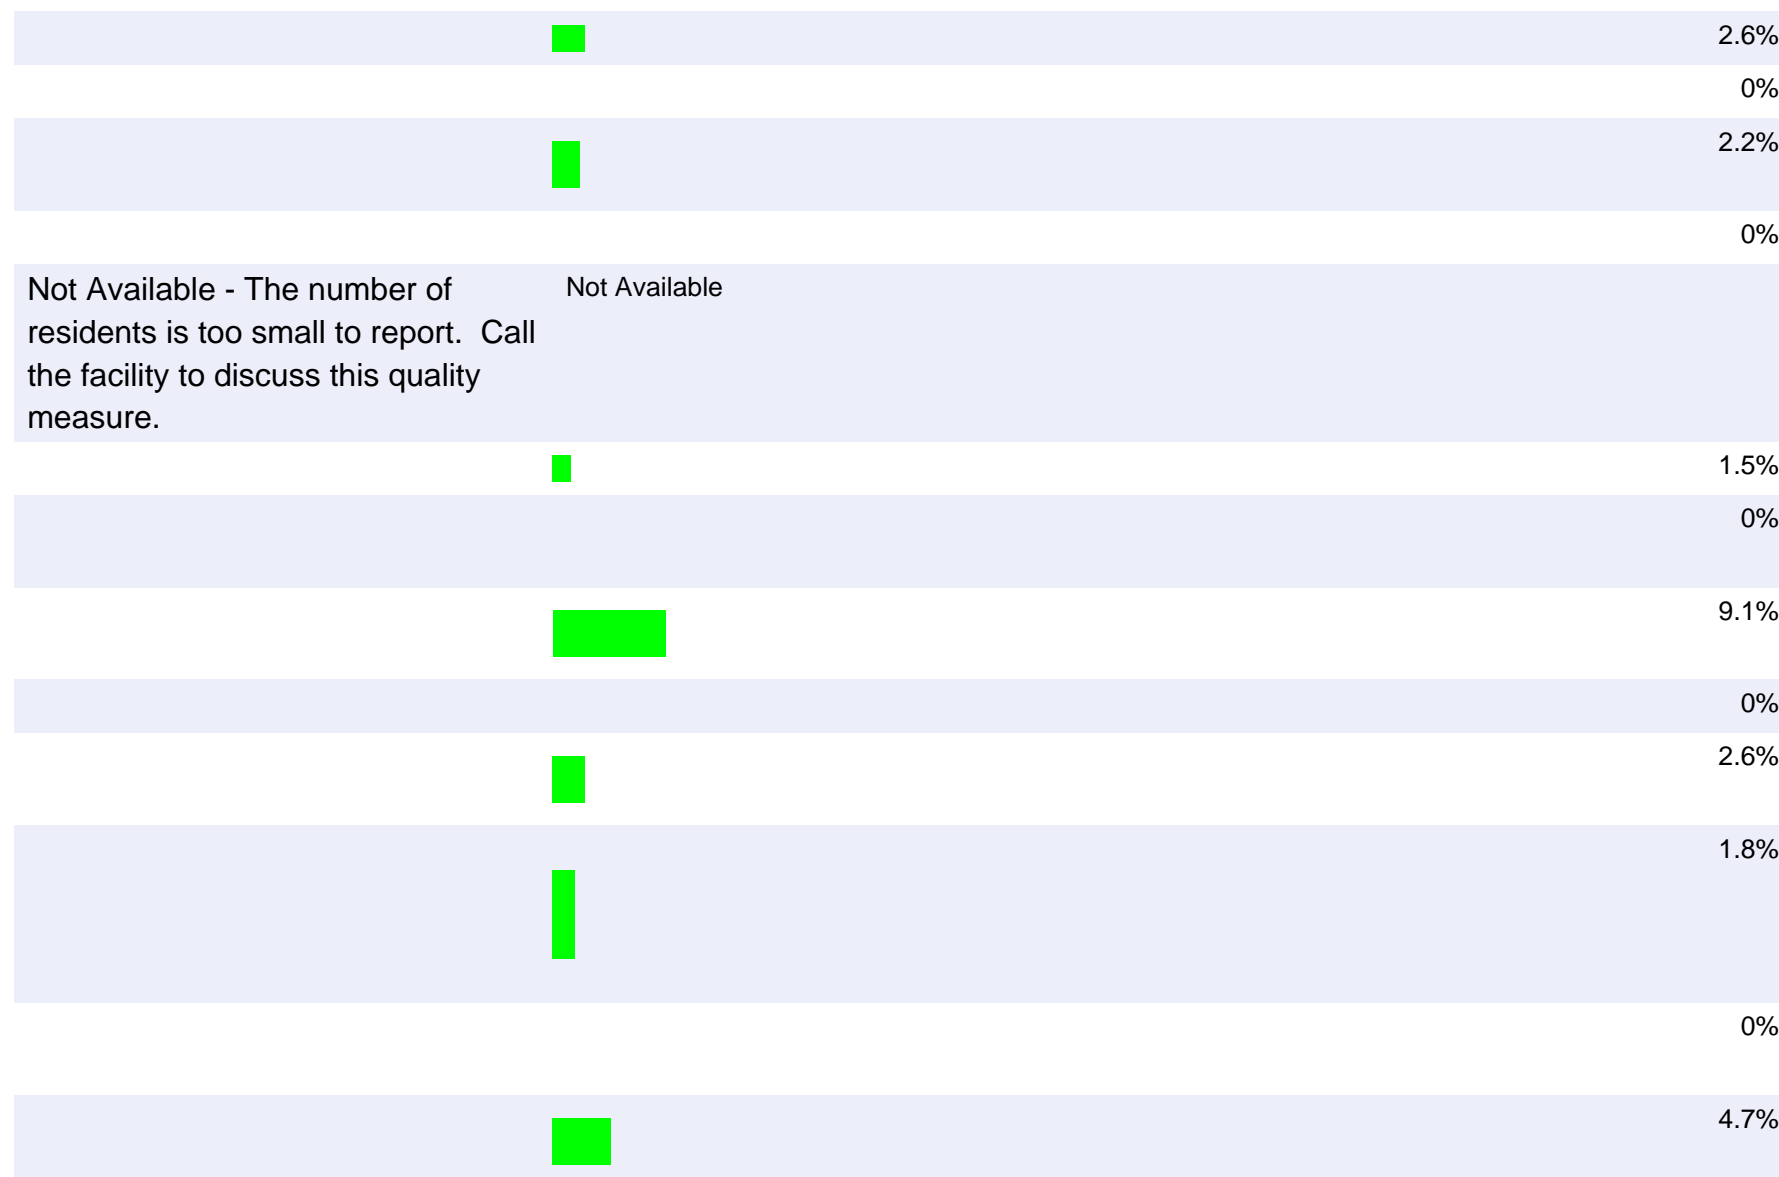 2.6%
0%
2.2%
0%
Not Available - The number of
residents is too small to report.  Call
the facility to discuss this quality
measure.
Not Available
1.5%
0%
9.1%
0%
2.6%
1.8%
0%
4.7%